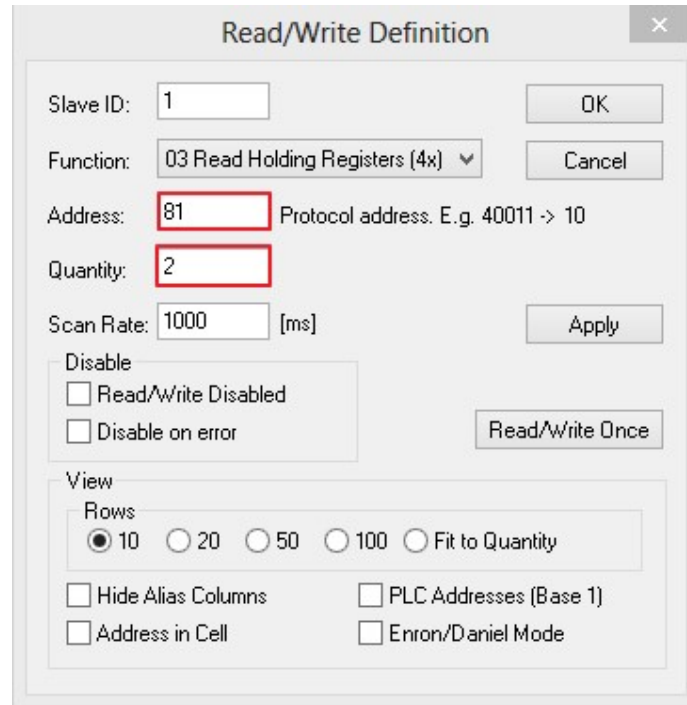 Read/Write Definition
Slave ID: 1 OK
Function: 03 Read Holding Registers (4x) Cancel
Address: 81 Protocol address. E.g. 40011 -> 10
Quantity: 2
Scan Rate: 1000 [ms] Apply
Disable
Read/Write Disabled
Disable on error Read/Write Once
View
Rows
10 20 50 100 Fit to Quantity
Hide Alias Columns PLC Addresses (Base 1)
Address in Cell Enron/Daniel Mode